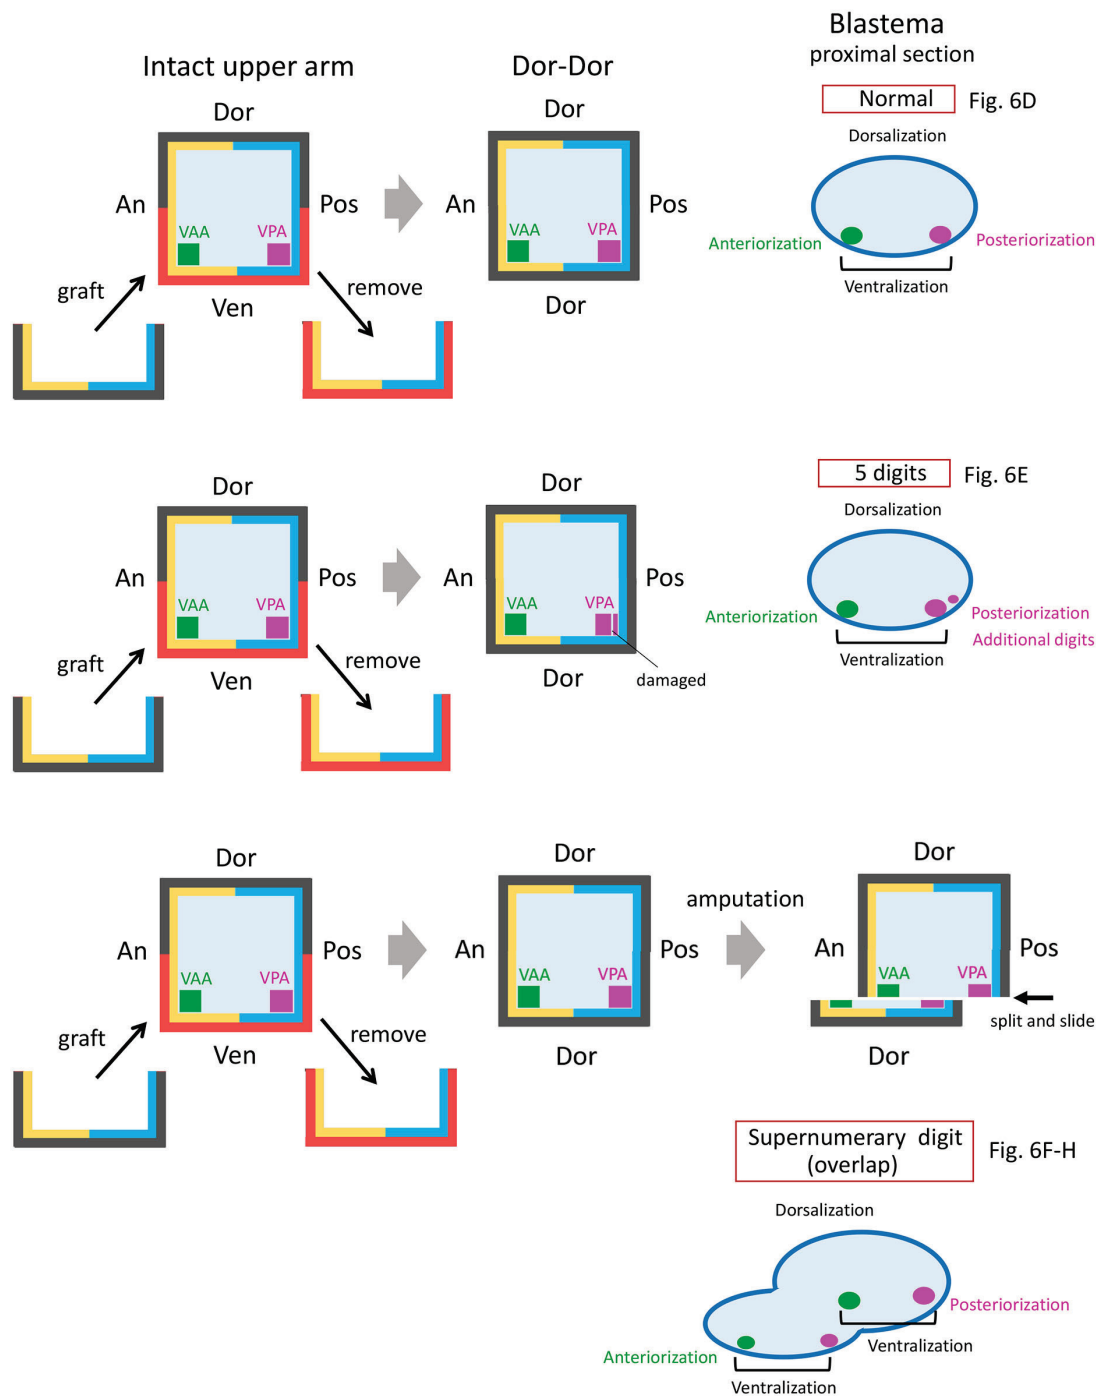 Blastema
proximal section
Intact upper arm
Dor-Dor
Normal
Fig. 6D
Dor
Dor
Dorsalization
An
Pos
An
Pos
VAA
VPA
VAA
VPA
Anteriorization
Posteriorization
graft
remove
Ven
Dor
Ventralization
5 digits
Fig. 6E
Dor
Dor
Dorsalization
An
Pos
An
Pos
VAA
VPA
VAA
VPA
Anteriorization
Posteriorization
Additional digits
graft
remove
Ven
Dor
damaged
Ventralization
Dor
Dor
Dor
amputation
An
Pos
An
Pos
An
Pos
VAA
VPA
VAA
VPA
VAA
VPA
split and slide
graft
remove
Ven
Dor
Dor
Supernumerary digit
(overlap)
Fig. 6F-H
Dorsalization
Posteriorization
Ventralization
Anteriorization
Ventralization